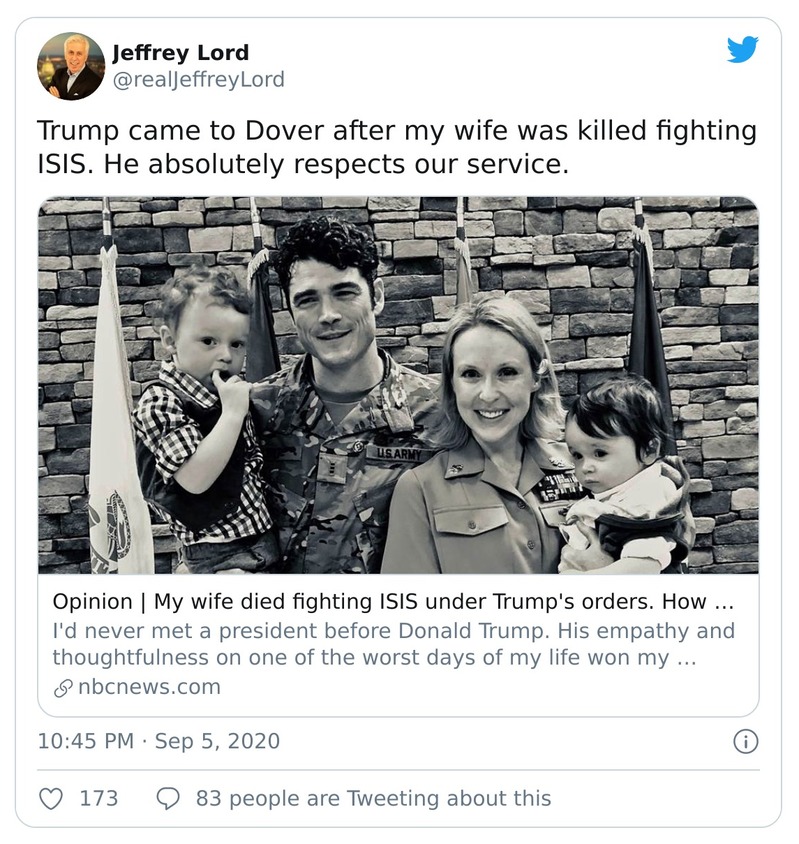 Jeffrey Lord
@realJeffreyLord
Trump came to Dover after my wife was killed fighting
ISIS. He absolutely respects our service.
U.S.ARMY
Opinion | My wife died fighting ISIS under Trump's orders. How ...
I'd never met a president before Donald Trump. His empathy and
thoughtfulness on one of the worst days of my life won my ...
nbcnews.com
10:45 PM · Sep 5, 2020
173 83 people are Tweeting about this